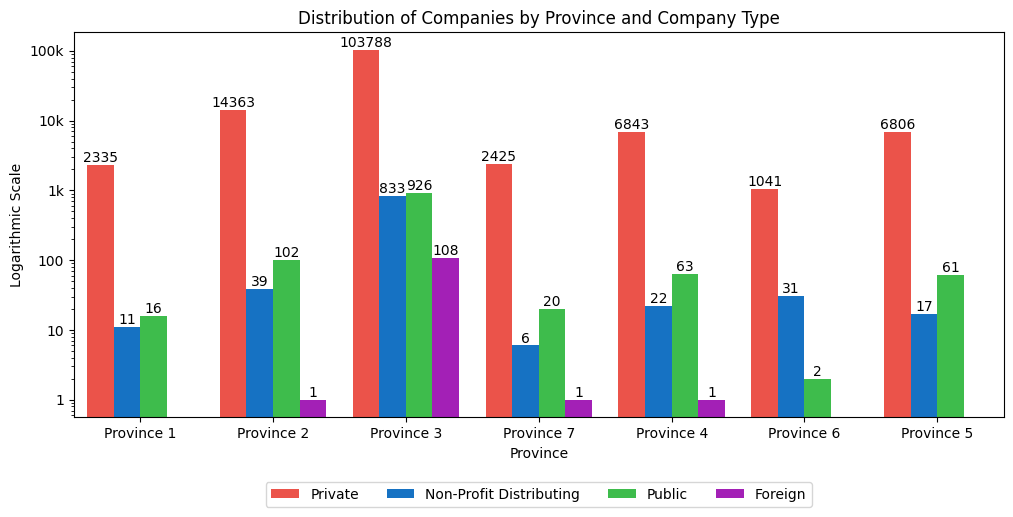 Distribution of Companies by Province and Company Type
Logarithmic Scale
100k
10k
1k
100
10
1
2335
11
16
14363
39
102
1
103788
833
926
108
2425
6
20
1
6843
22
63
1
1041
31
2
6806
17
61
Province 1
Province 2
Province 3
Province 7
Province 4
Province 6
Province 5
Province
Private
Non-Profit Distributing
Public
Foreign